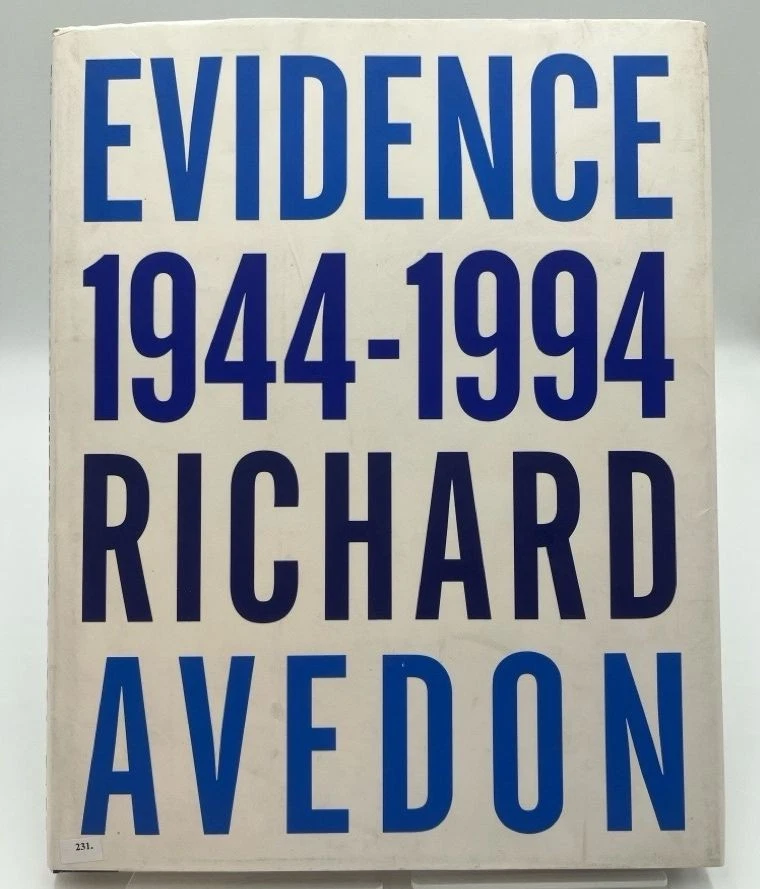 EVIDENCE
1944-1994
RICHARD
AVEDON
231.